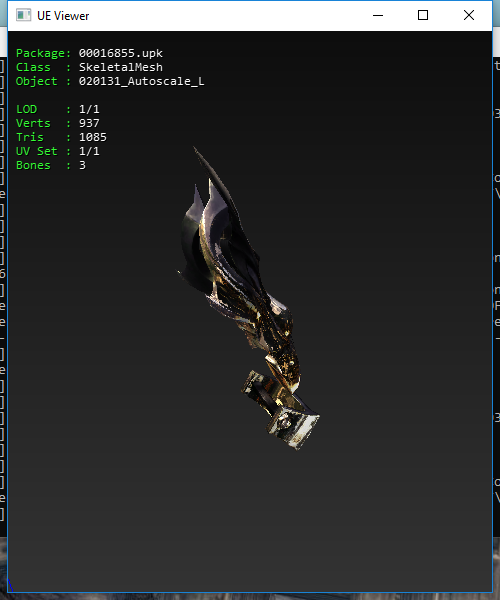 UE Viewer
Package: 00016855.upk
Class : SkeletalMesh
Object : 020131_Autoscale_L
LOD : 1/1
Verts : 937
Tris : 1085
UV Set : 1/1
Bones : 3